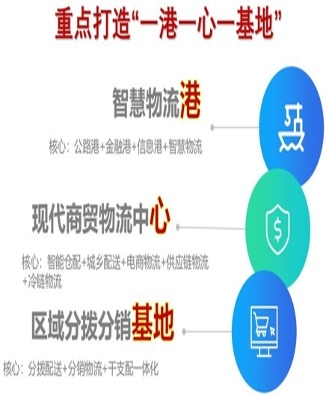 重点打造“一港一心一基地”
智慧物流港
核心：公路港+金融港+信息港+智慧物流
现代商贸物流中心
核心：智能仓配+城乡配送+电商物流+供应链物流
+冷链物流
$
区域分拨分销基地
核心：分拨配送+分销物流+干支配一体化